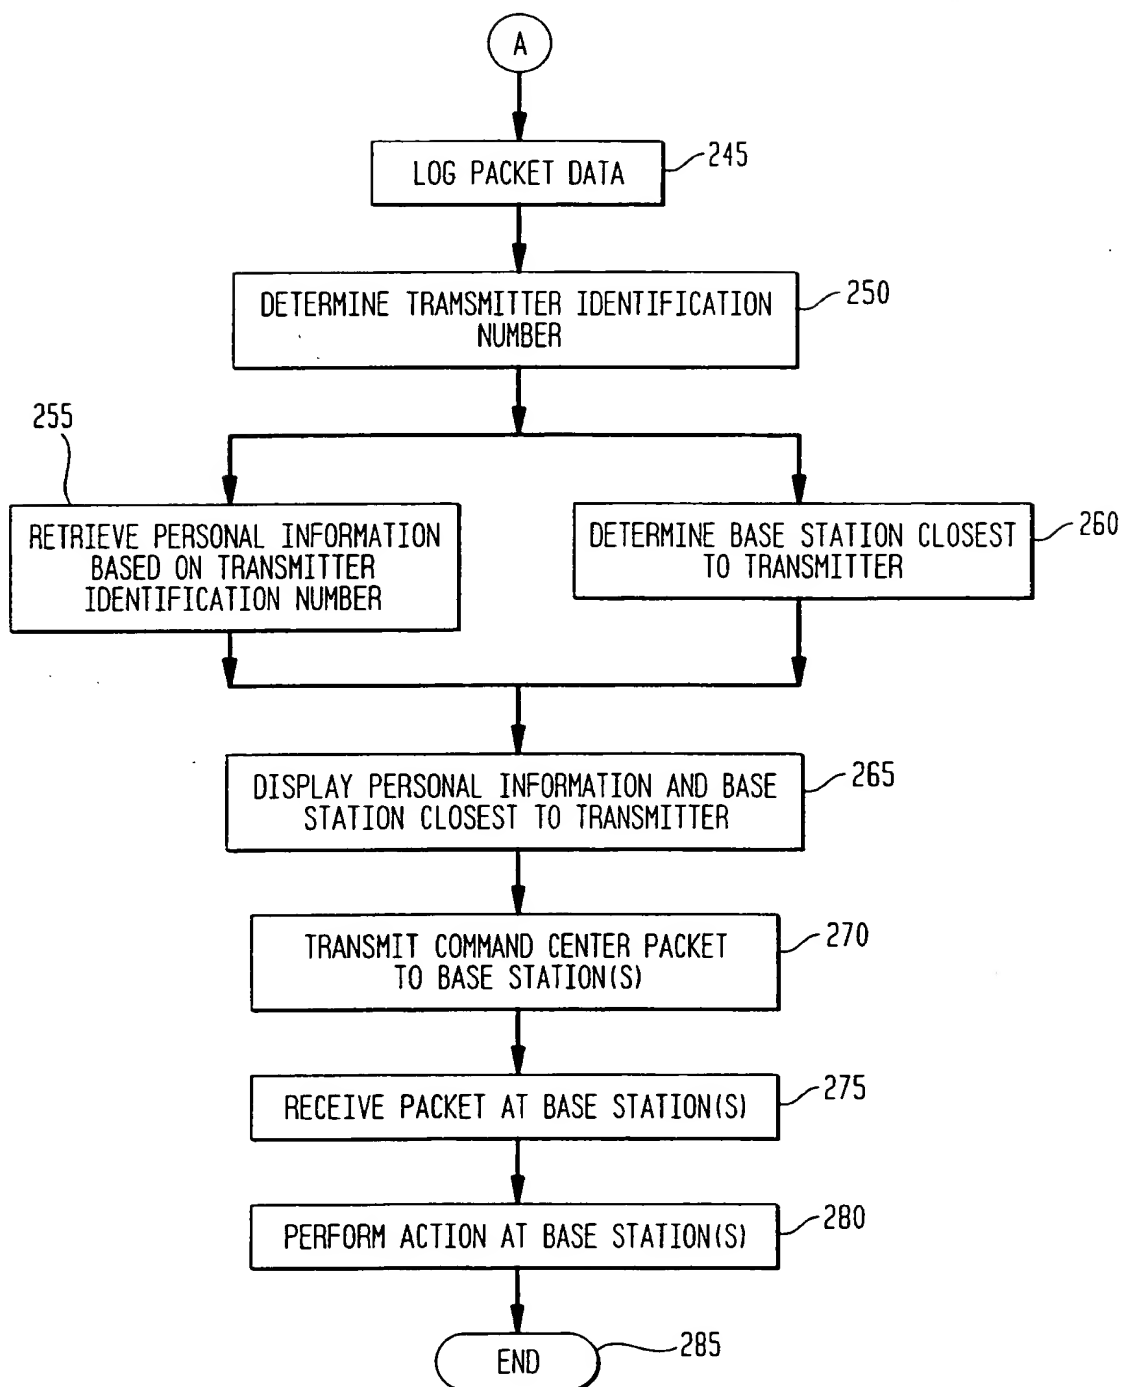 A
LOG PACKET DATA
245
DETERMINE TRAMSMITTER IDENTIFICATION
NUMBER
250
255
RETRIEVE PERSONAL INFORMATION
BASED ON TRANSMITTER
IDENTIFICATION NUMBER
DETERMINE BASE STATION CLOSEST
TO TRANSMITTER
260
DISPLAY PERSONAL INFORMATION AND BASE
STATION CLOSEST TO TRANSMITTER
265
TRANSMIT COMMAND CENTER PACKET
TO BASE STATION(S)
270
RECEIVE PACKET AT BASE STATION(S)
275
PERFORM ACTION AT BASE STATION(S)
280
END
285